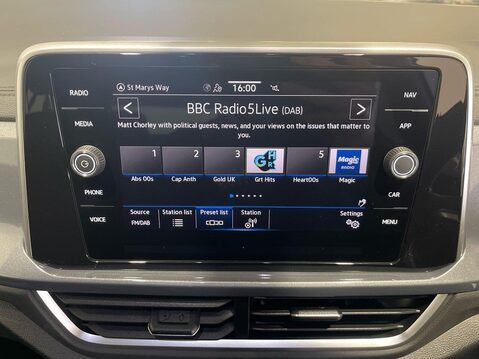 RADIO
MEDIA
PHONE
VOICE
NAV
APP
CAR
MENU
St Marys Way
16:00
BBC Radio5Live (DAB)
Matt Chorley with political guests, news, and your views on the issues that matter to
you.
1 2 3 5
GHR Magic RADIO
Abs 00s Cap Anth Gold UK Grt Hits Heart00s Magic
Source Station list Preset list Station Settings
FM/DAB